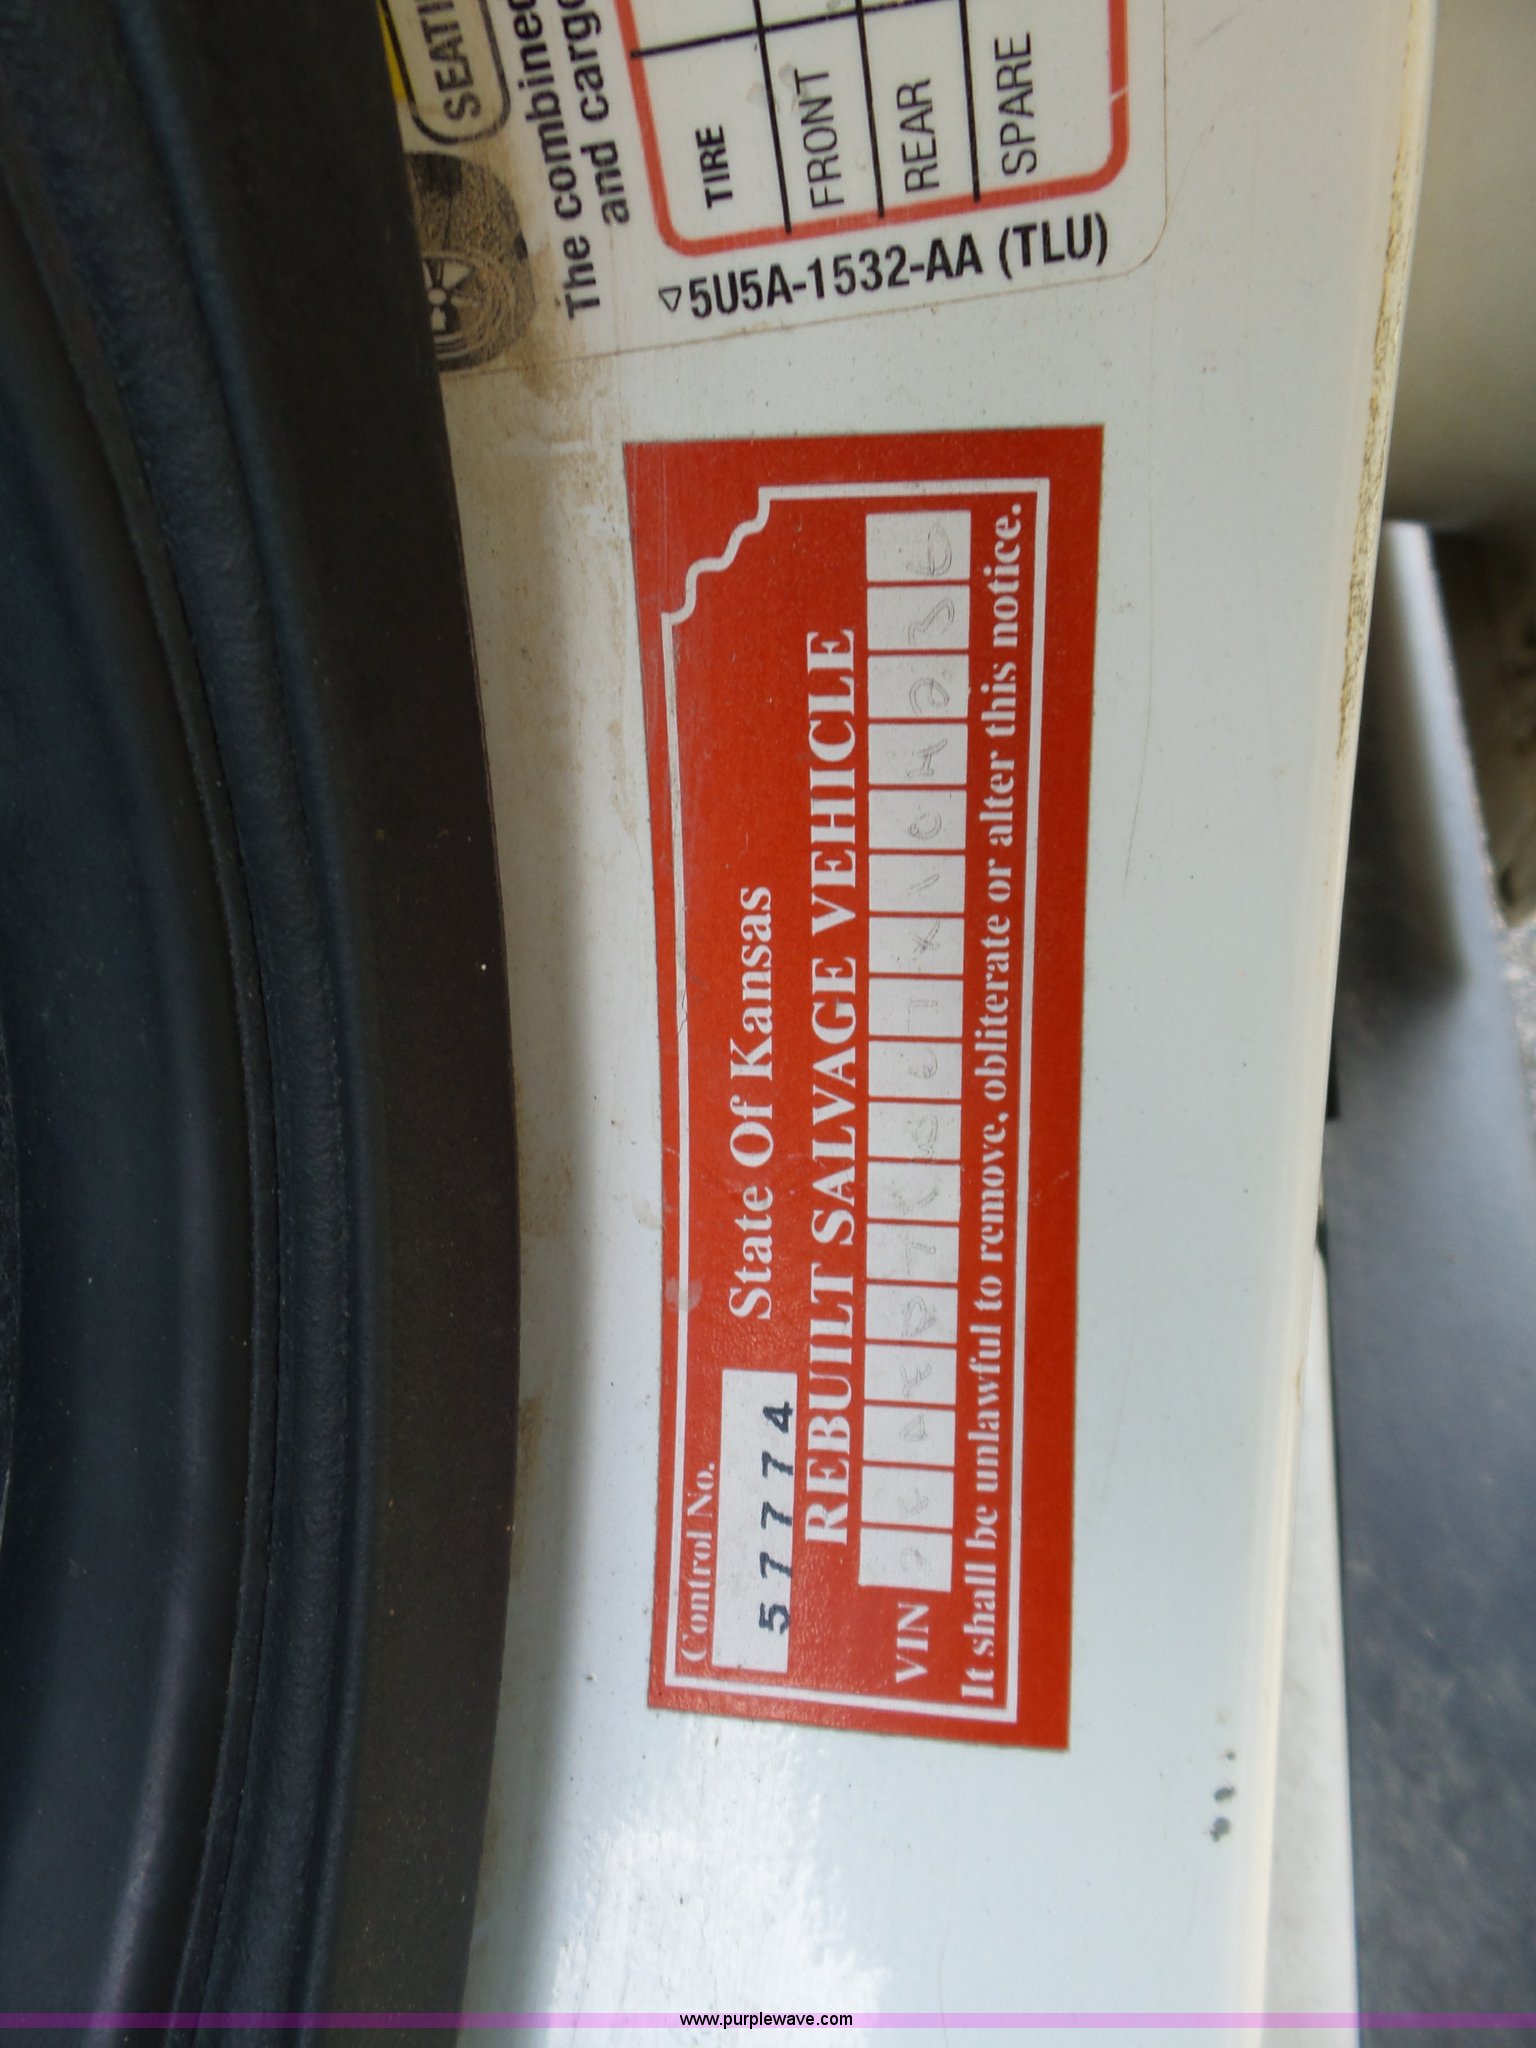 SEATI
The combined
and cargo
TIRE
FRONT
REAR
SPARE
5U5A-1532-AA (TLU)
Control No.
57774
State Of Kansas
REBUILT SALVAGE VEHICLE
VIN
It shall be unlawful to remove, obliterate or alter this notice.
www.purplewave.com